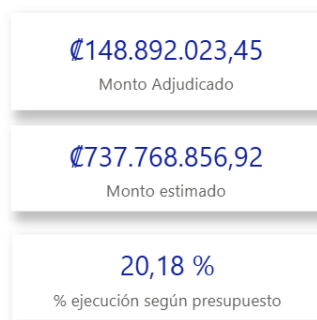 ₡148.892.023,45
Monto Adjudicado
₡737.768.856,92
Monto estimado
20,18 %
% ejecución según presupuesto